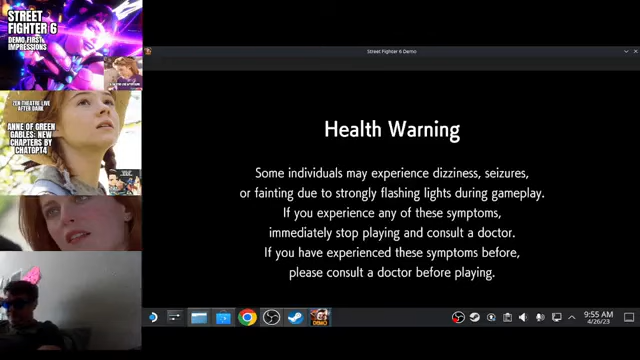 STREET
FIGHTER 6
DEMO FIRST
IMPRESSIONS
ZEN THEATRE LIVE
AFTER DARK
ANNE OF GREEN
GABLES: NEW
CHAPTERS BY
CHATGPT4
Street Fighter 6 Demo
Health Warning
Some individuals may experience dizziness, seizures,
or fainting due to strongly flashing lights during gameplay.
If you experience any of these symptoms,
immediately stop playing and consult a doctor.
If you have experienced these symptoms before,
please consult a doctor before playing.
DEMO
9:55 AM
4/26/23